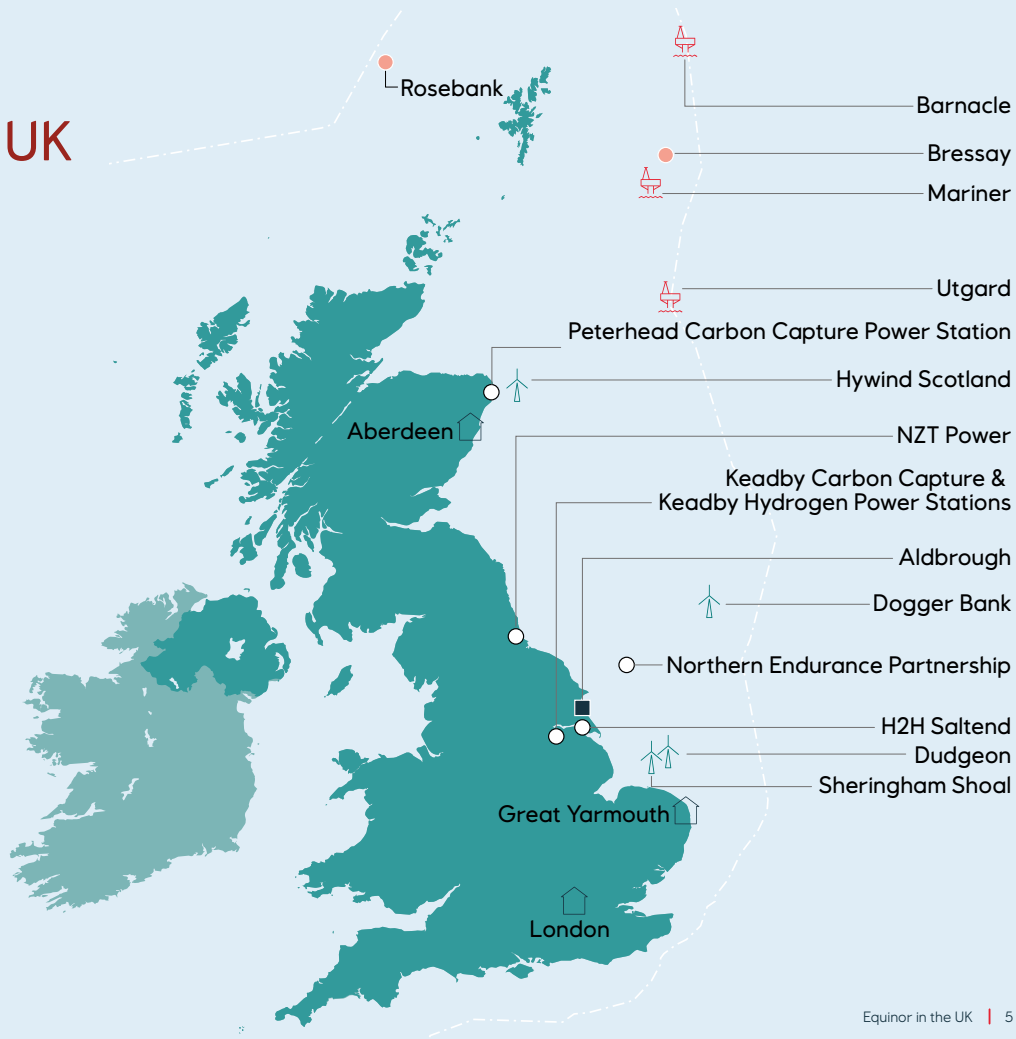 Rosebank
UK
Barnacle
Bressay
Mariner
Utgard
Peterhead Carbon Capture Power Station
Hywind Scotland
Aberdeen
NZT Power
Keadby Carbon Capture &
Keadby Hydrogen Power Stations
Aldbrough
Dogger Bank
Northern Endurance Partnership
H2H Saltend
Dudgeon
Sheringham Shoal
Great Yarmouth
London
Equinor in the UK | 5